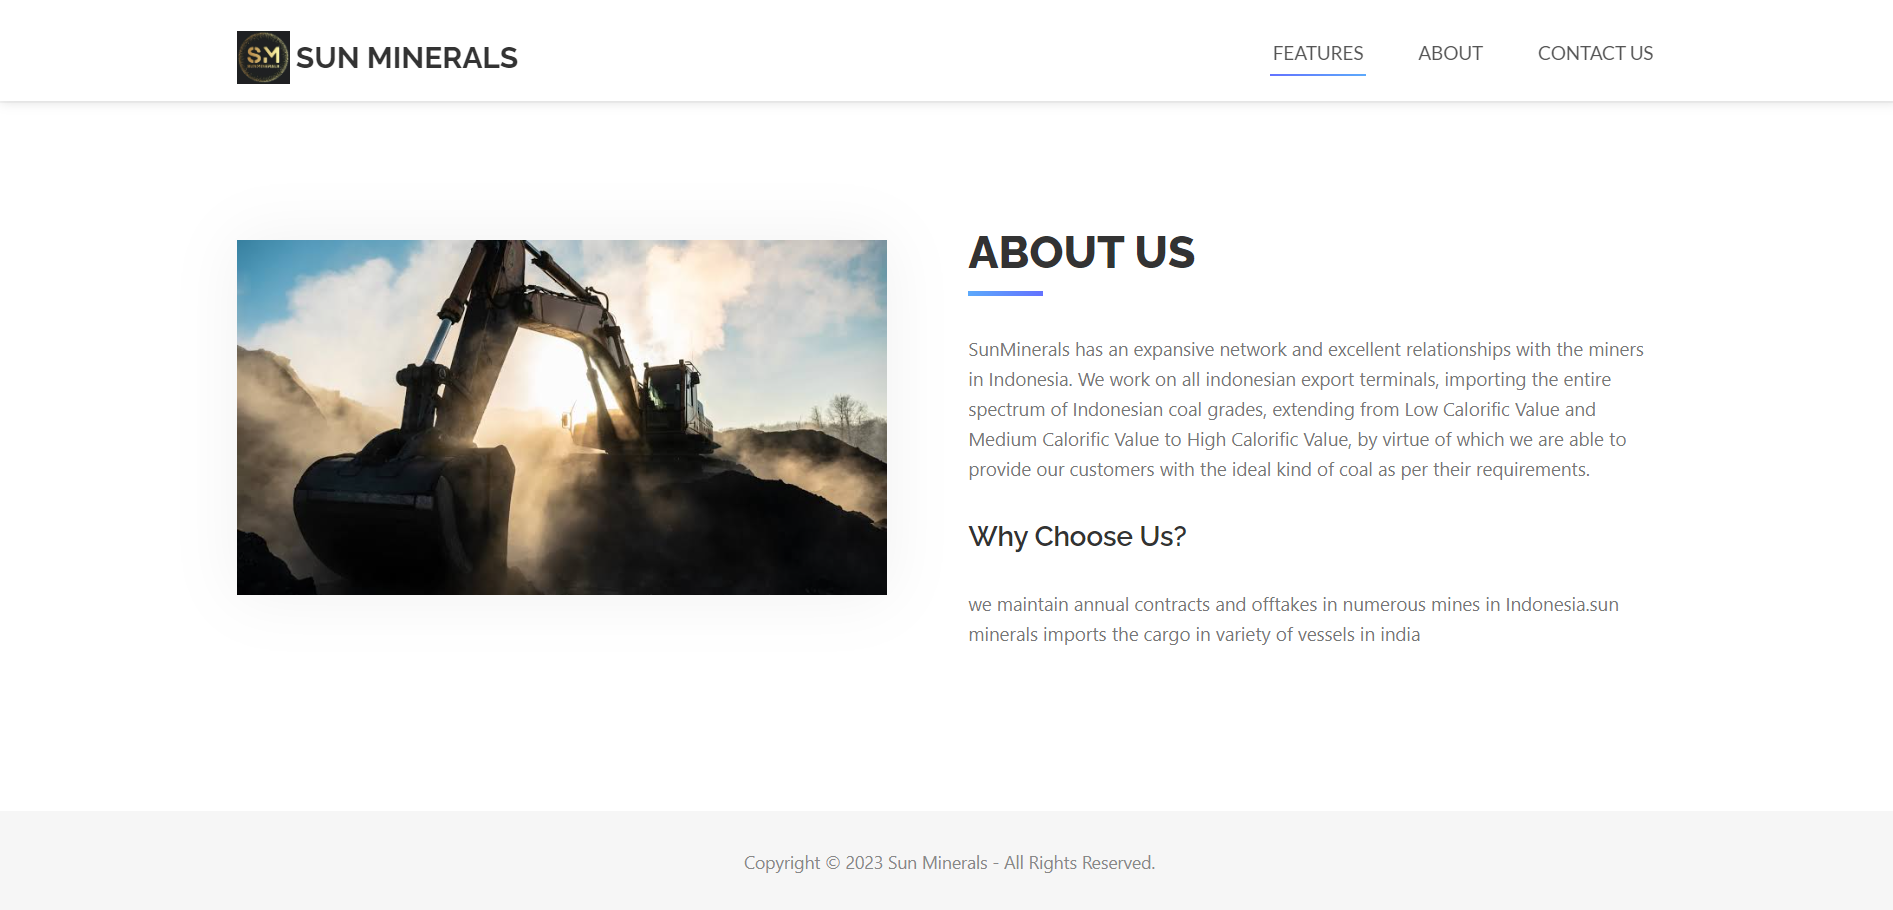 SM
SUNMINERALS
SUN MINERALS
FEATURES
ABOUT
CONTACT US
ABOUT US
SunMinerals has an expansive network and excellent relationships with the miners
in Indonesia. We work on all indonesian export terminals, importing the entire
spectrum of Indonesian coal grades, extending from Low Calorific Value and
Medium Calorific Value to High Calorific Value, by virtue of which we are able to
provide our customers with the ideal kind of coal as per their requirements.
Why Choose Us?
we maintain annual contracts and offtakes in numerous mines in Indonesia.sun
minerals imports the cargo in variety of vessels in india
Copyright © 2023 Sun Minerals - All Rights Reserved.